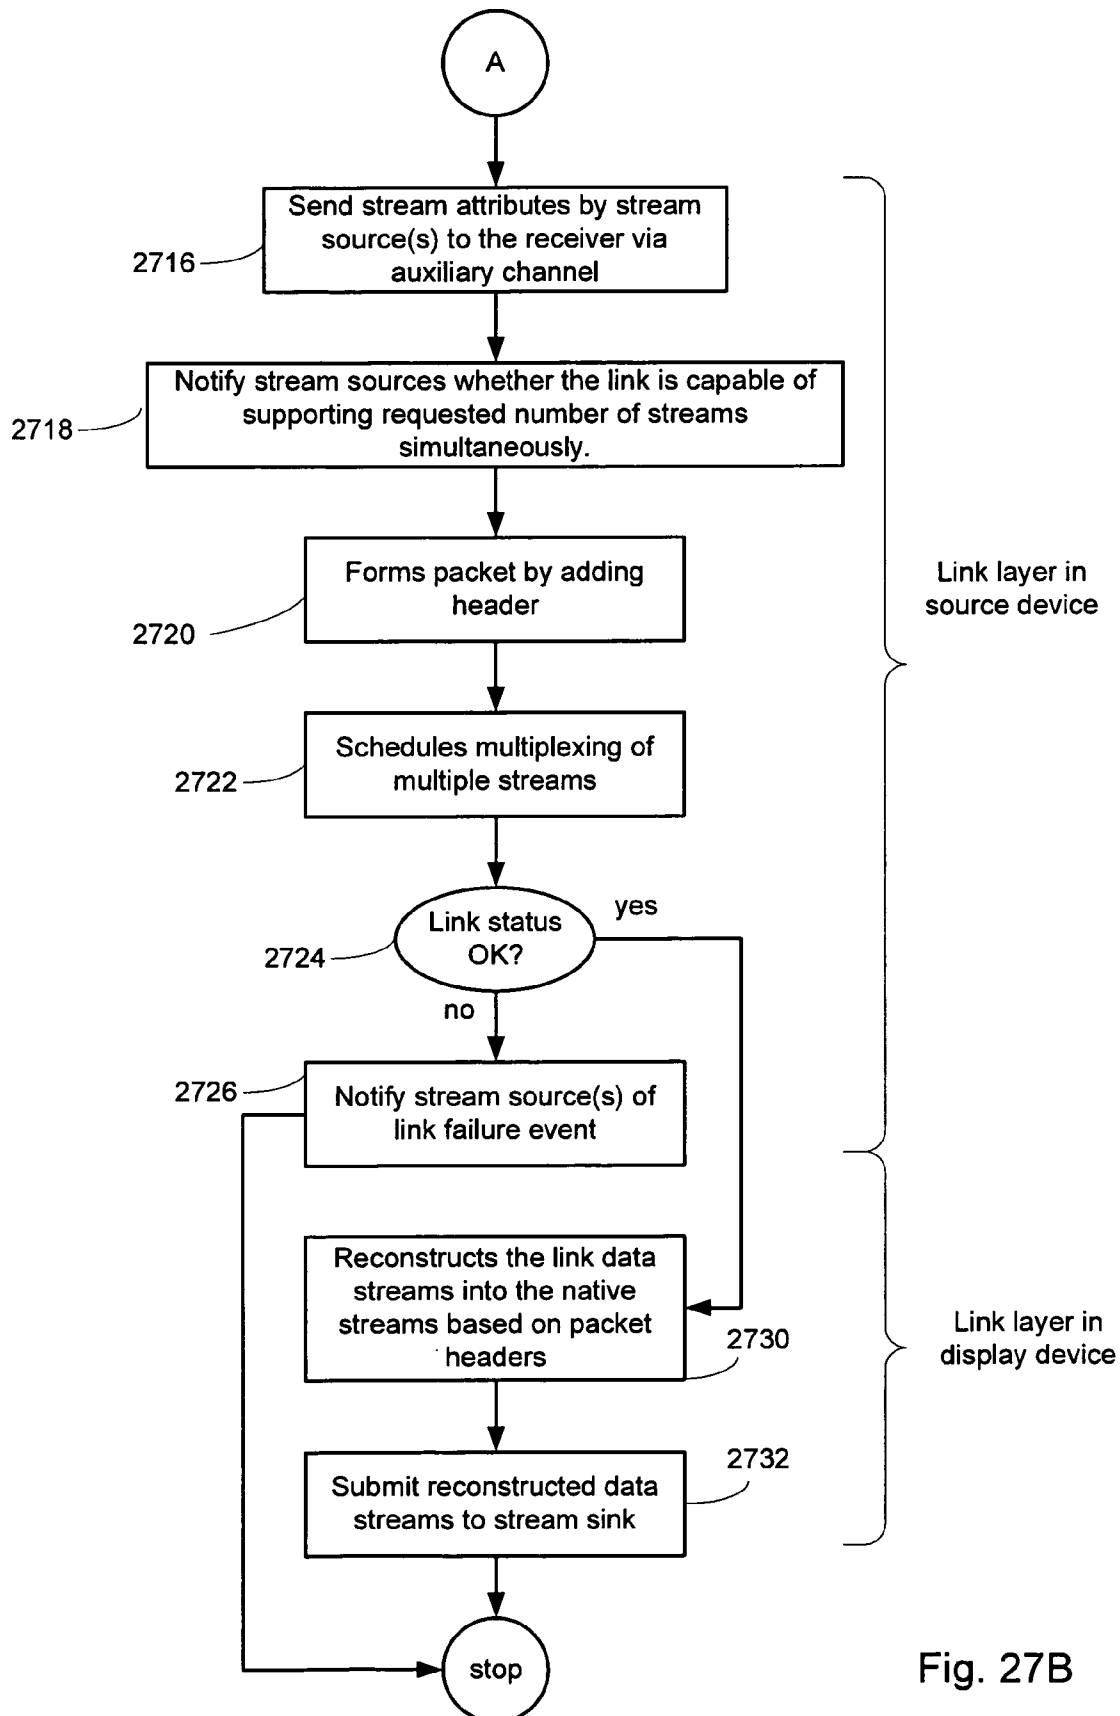 A
Send stream attributes by stream
source(s) to the receiver via
auxiliary channel
2716
Notify stream sources whether the link is capable of
supporting requested number of streams
simultaneously.
2718
Forms packet by adding
header
2720
Link layer in
source device
Schedules multiplexing of
multiple streams
2722
Link status
OK?
yes
2724
no
2726
Notify stream source(s) of
link failure event
Reconstructs the link data
streams into the native
streams based on packet
headers
2730
Link layer in
display device
Submit reconstructed data
streams to stream sink
2732
stop
Fig. 27B